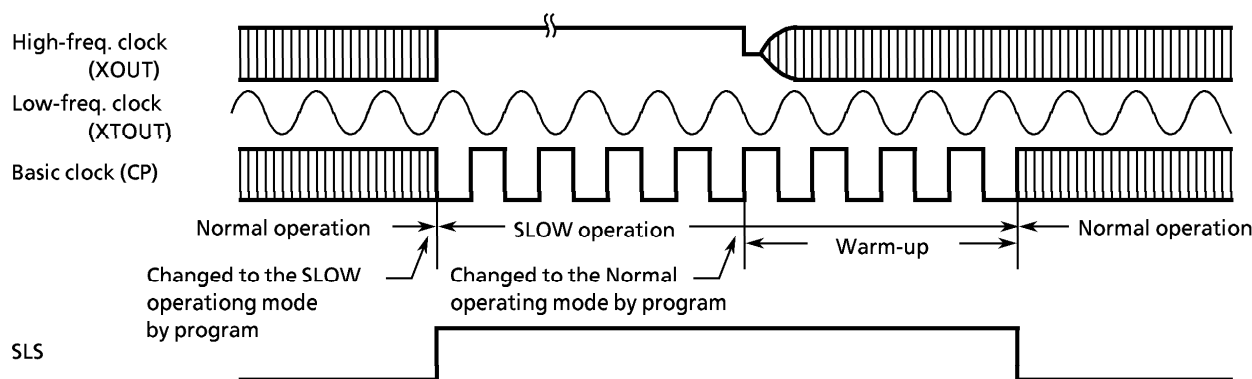 High-freq. clock
(XOUT)
Low-freq. clock
(XTOUT)
Basic clock (CP)
Normal operation
SLOW operation
Normal operation
Warm-up
Changed to the SLOW
operationg mode
by program
Changed to the Normal
operating mode by program
SLS